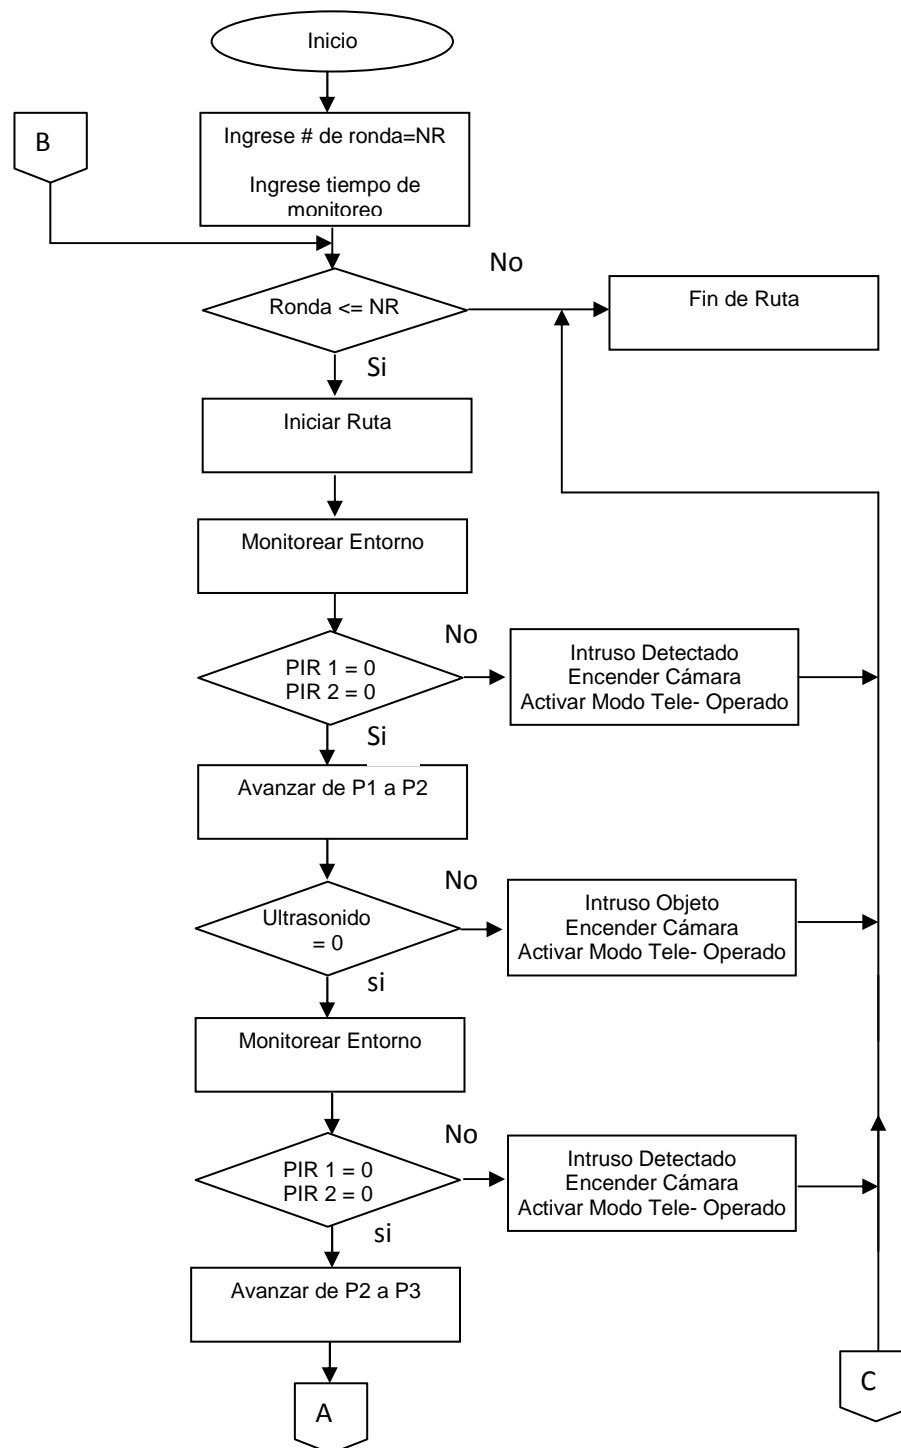 Inicio
B
Ingrese # de ronda=NR
Ingrese tiempo de
monitoreo
No
Ronda <= NR
Fin de Ruta
Si
Iniciar Ruta
Monitorear Entorno
No
PIR 1 = 0
PIR 2 = 0
Intruso Detectado
Encender Cámara
Activar Modo Tele- Operado
Si
Avanzar de P1 a P2
No
Ultrasonido
= 0
Intruso Objeto
Encender Cámara
Activar Modo Tele- Operado
si
Monitorear Entorno
No
PIR 1 = 0
PIR 2 = 0
Intruso Detectado
Encender Cámara
Activar Modo Tele- Operado
si
Avanzar de P2 a P3
C
A